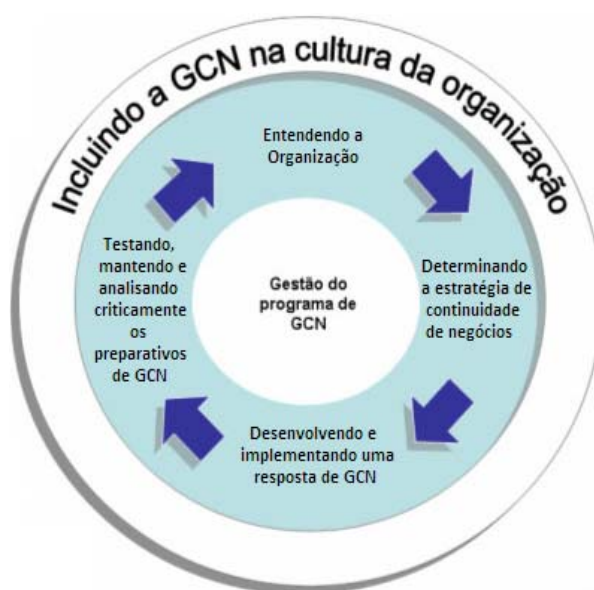 Incluindo a GCN na cultura da organização
Entendendo a
Organização
Determinando
a estratégia de
continuidade
de negócios
Desenvolvendo e
implementando uma
resposta de GCN
Testando,
mantendo e
analisando
criticamente
os
preparativos
de GCN
Gestão do
programa de
GCN